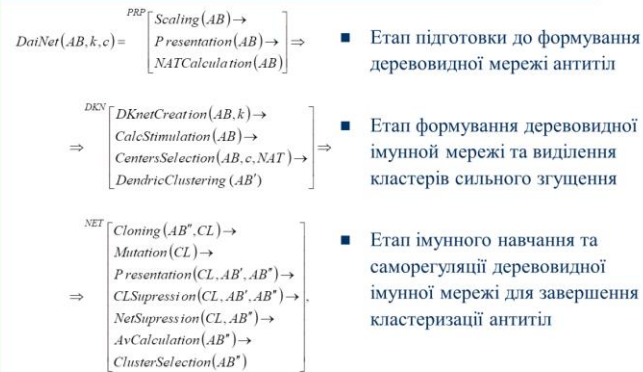 DaiNet(AB,k,c)= PRP [Scaling(AB)→
Presentation(AB)→
NATCalculation(AB)] ⇒
■ Етап підготовки до формування
деревовидної мережі антитіл
⇒ DKN [DKnetCreation(AB,k)→
CalcStimulation(AB)→
CentersSelection(AB,c,NAT)→
DendricClustering(AB′)] ⇒
■ Етап формування деревовидної
імунной мережі та виділення
кластерів сильного згущення
⇒ NET [Cloning(AB″,CL)→
Mutation(CL)→
Presentation(CL,AB′,AB″)→
CLSupression(CL,AB′,AB″)→
NetSupression(CL,AB″)→
AvCalculation(AB″)→
ClusterSelection(AB″)].
■ Етап імунного навчання та
саморегуляції деревовидної
імунної мережі для завершення
кластеризації антитіл